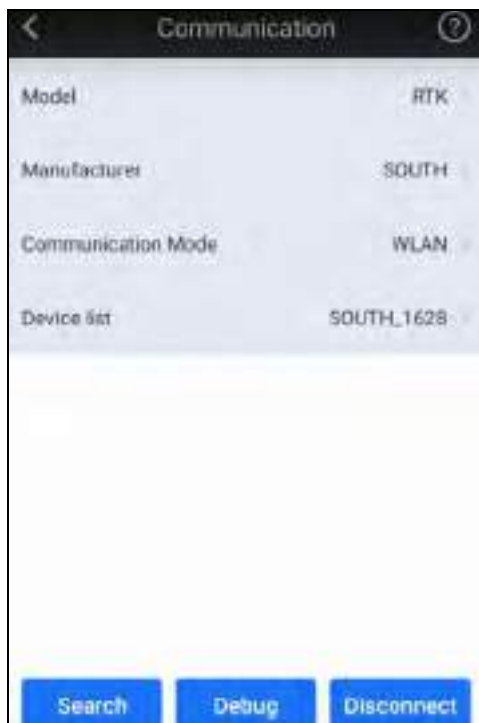 Communication
Model RTK
Manufacturer SOUTH
Communication Mode WLAN
Device list SOUTH_1628
Search Debug Disconnect